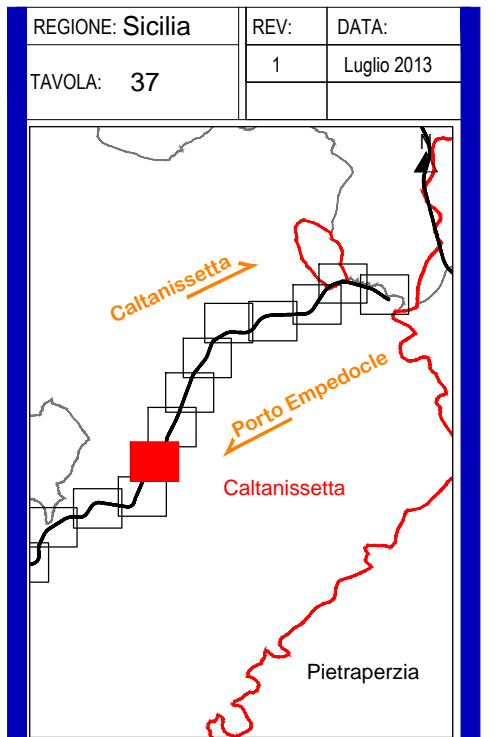 REGIONE: Sicilia
REV: DATA:
TAVOLA: 37
1 Luglio 2013
N
Caltanissetta
Porto Empedocle
Caltanissetta
Pietraperzia